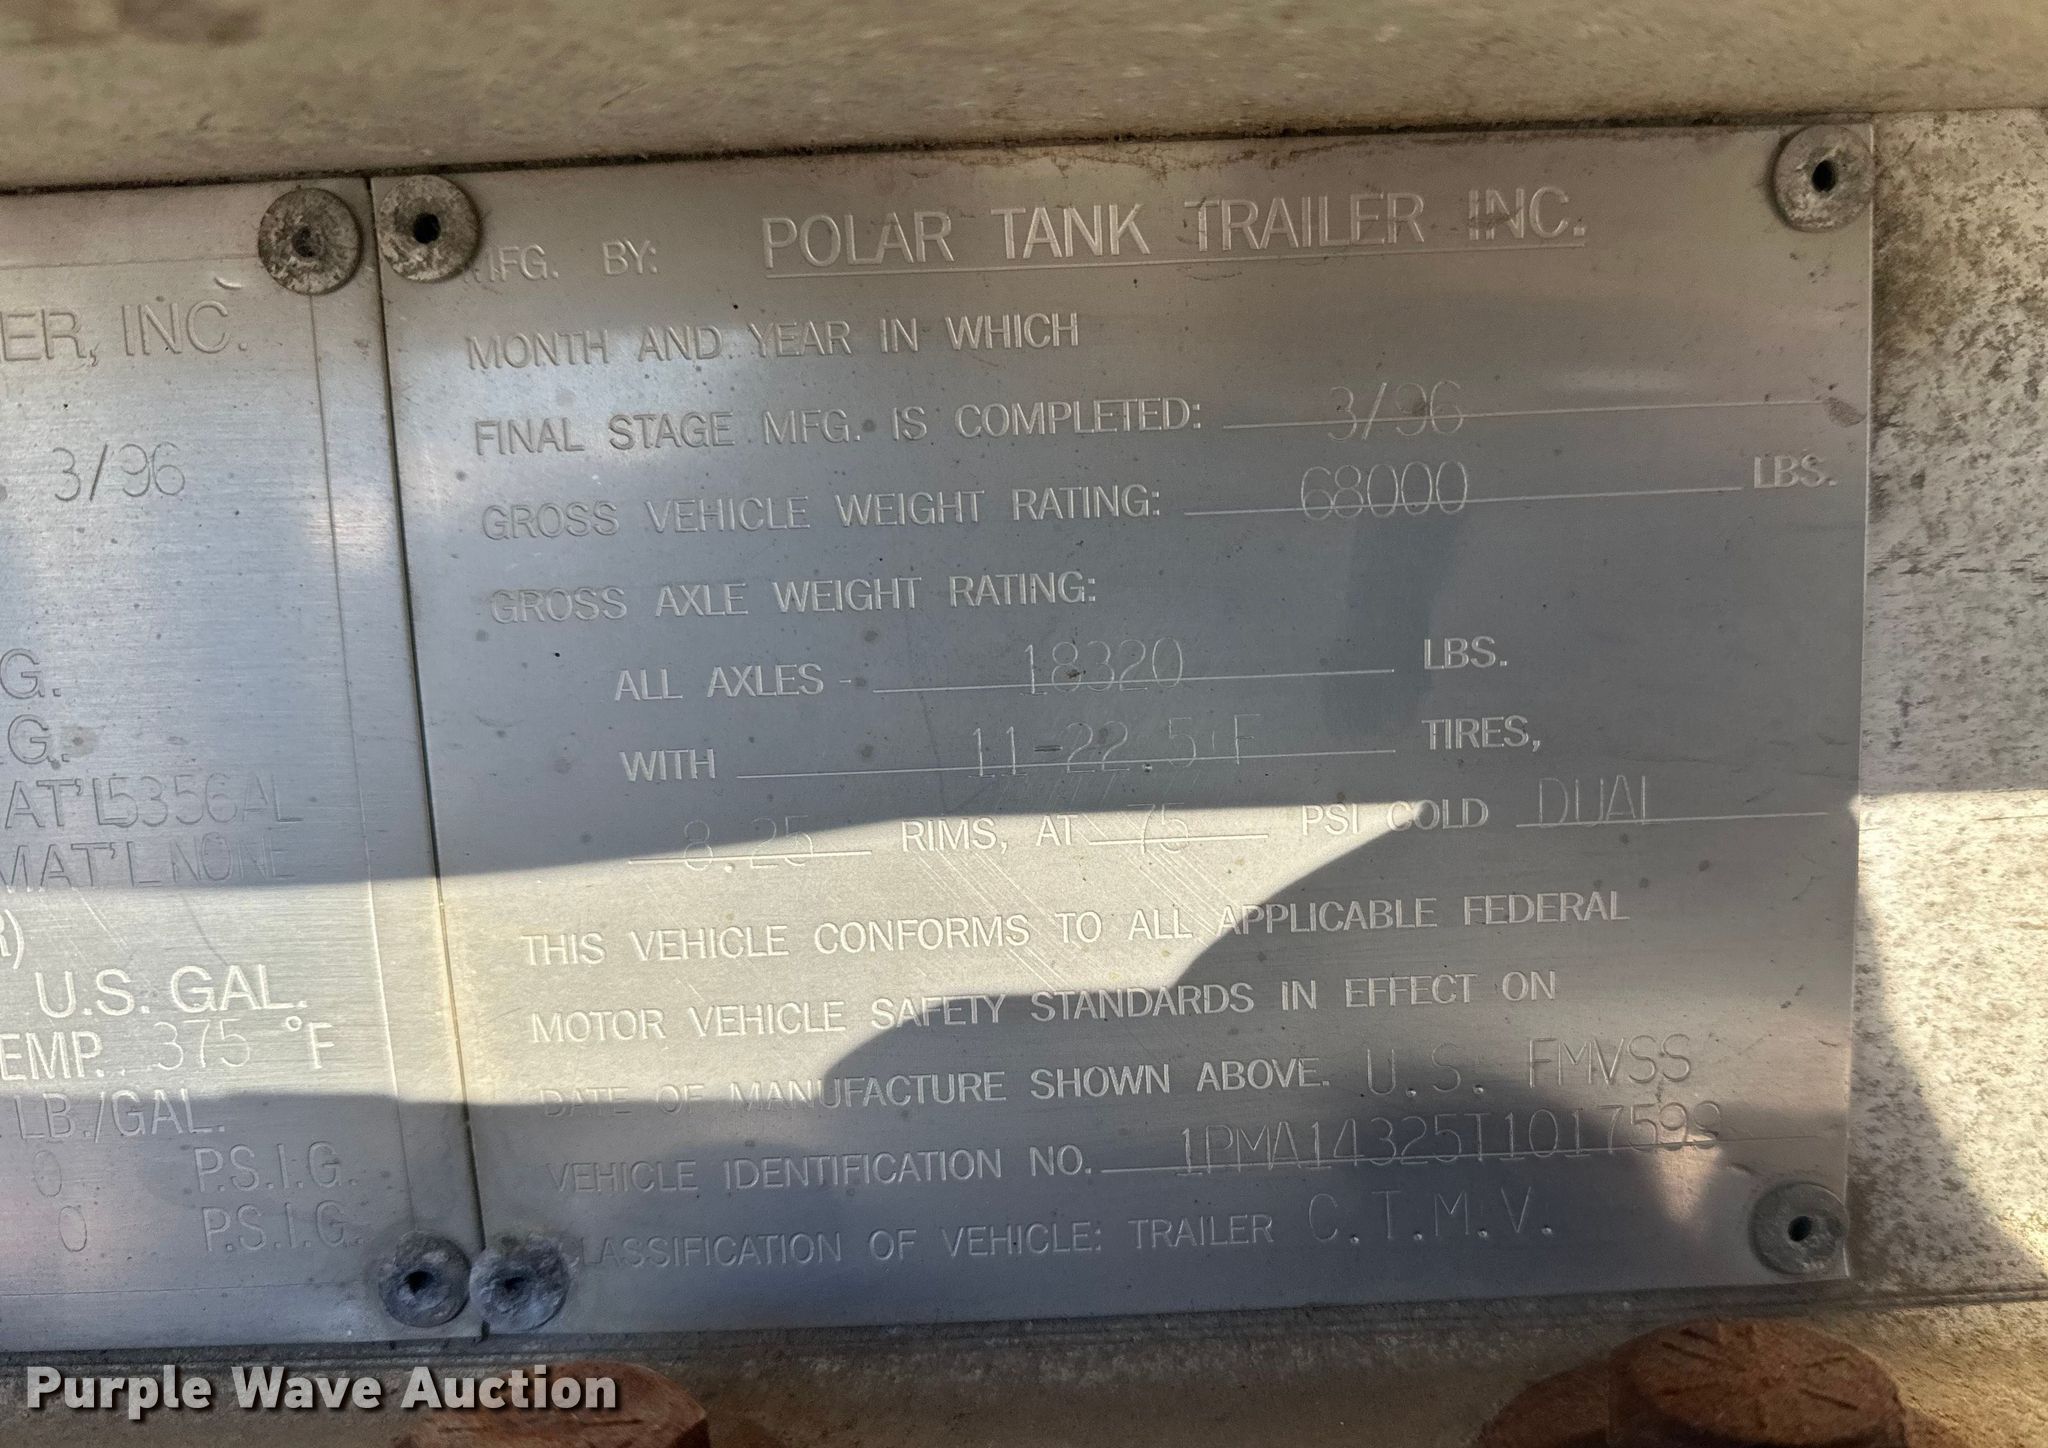 ER, INC.
3/96
G.
G.
AT'L 5356AL
MAT'L NONE
R)
U.S. GAL.
EMP. 375 °F
LB./GAL.
0 P.S.I.G.
0 P.S.I.G.
MFG. BY: POLAR TANK TRAILER INC.
MONTH AND YEAR IN WHICH
FINAL STAGE MFG. IS COMPLETED: 3/96
GROSS VEHICLE WEIGHT RATING: 68000 LBS.
GROSS AXLE WEIGHT RATING:
ALL AXLES - 18320 LBS.
WITH 11-22.5 F TIRES,
8.25 RIMS, AT 75 PSI COLD DUAL
THIS VEHICLE CONFORMS TO ALL APPLICABLE FEDERAL
MOTOR VEHICLE SAFETY STANDARDS IN EFFECT ON
DATE OF MANUFACTURE SHOWN ABOVE. U.S. FMVSS
VEHICLE IDENTIFICATION NO. 1PMA14325T1017599
CLASSIFICATION OF VEHICLE: TRAILER C.T.M.V.
Purple Wave Auction